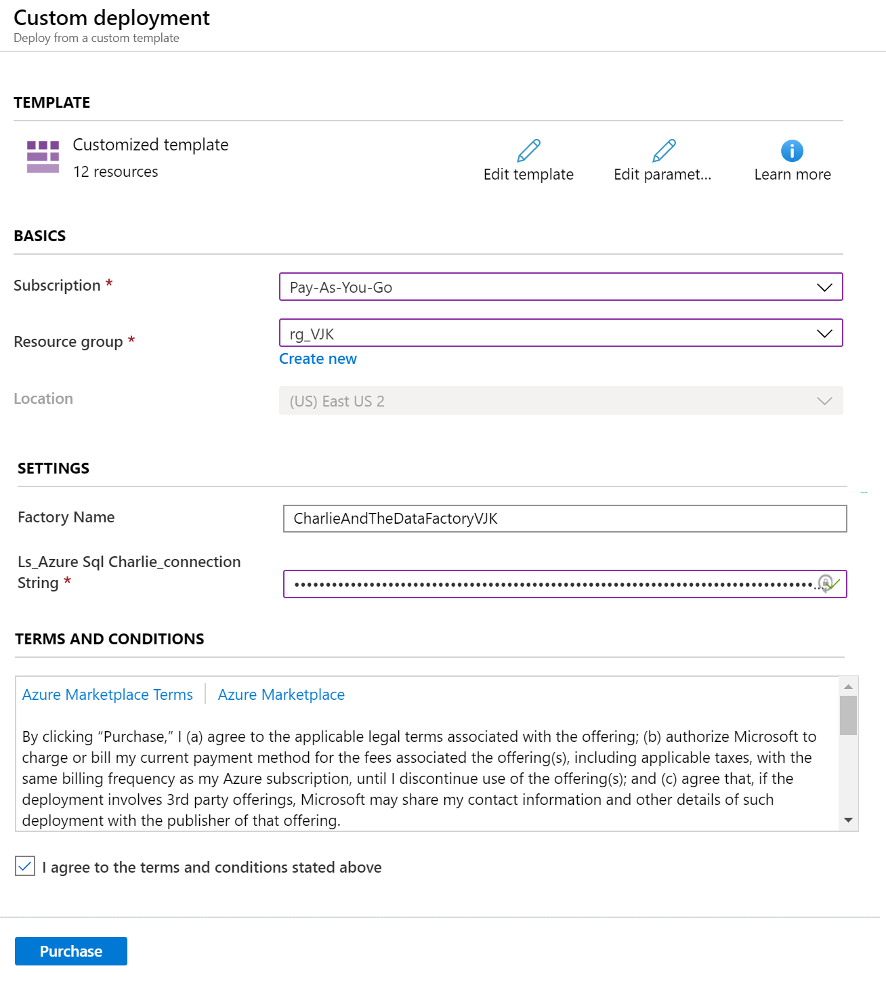 Custom deployment
Deploy from a custom template
TEMPLATE
Customized template
12 resources
Edit template
Edit paramet...
Learn more
BASICS
Subscription *
Pay-As-You-Go
Resource group *
rg_VJK
Create new
Location
(US) East US 2
SETTINGS
Factory Name
CharlieAndTheDataFactoryVJK
Ls_Azure Sql Charlie_connection
String *
TERMS AND CONDITIONS
Azure Marketplace Terms
Azure Marketplace
By clicking “Purchase,” I (a) agree to the applicable legal terms associated with the offering; (b) authorize Microsoft to
charge or bill my current payment method for the fees associated the offering(s), including applicable taxes, with the
same billing frequency as my Azure subscription, until I discontinue use of the offering(s); and (c) agree that, if the
deployment involves 3rd party offerings, Microsoft may share my contact information and other details of such
deployment with the publisher of that offering.
I agree to the terms and conditions stated above
Purchase